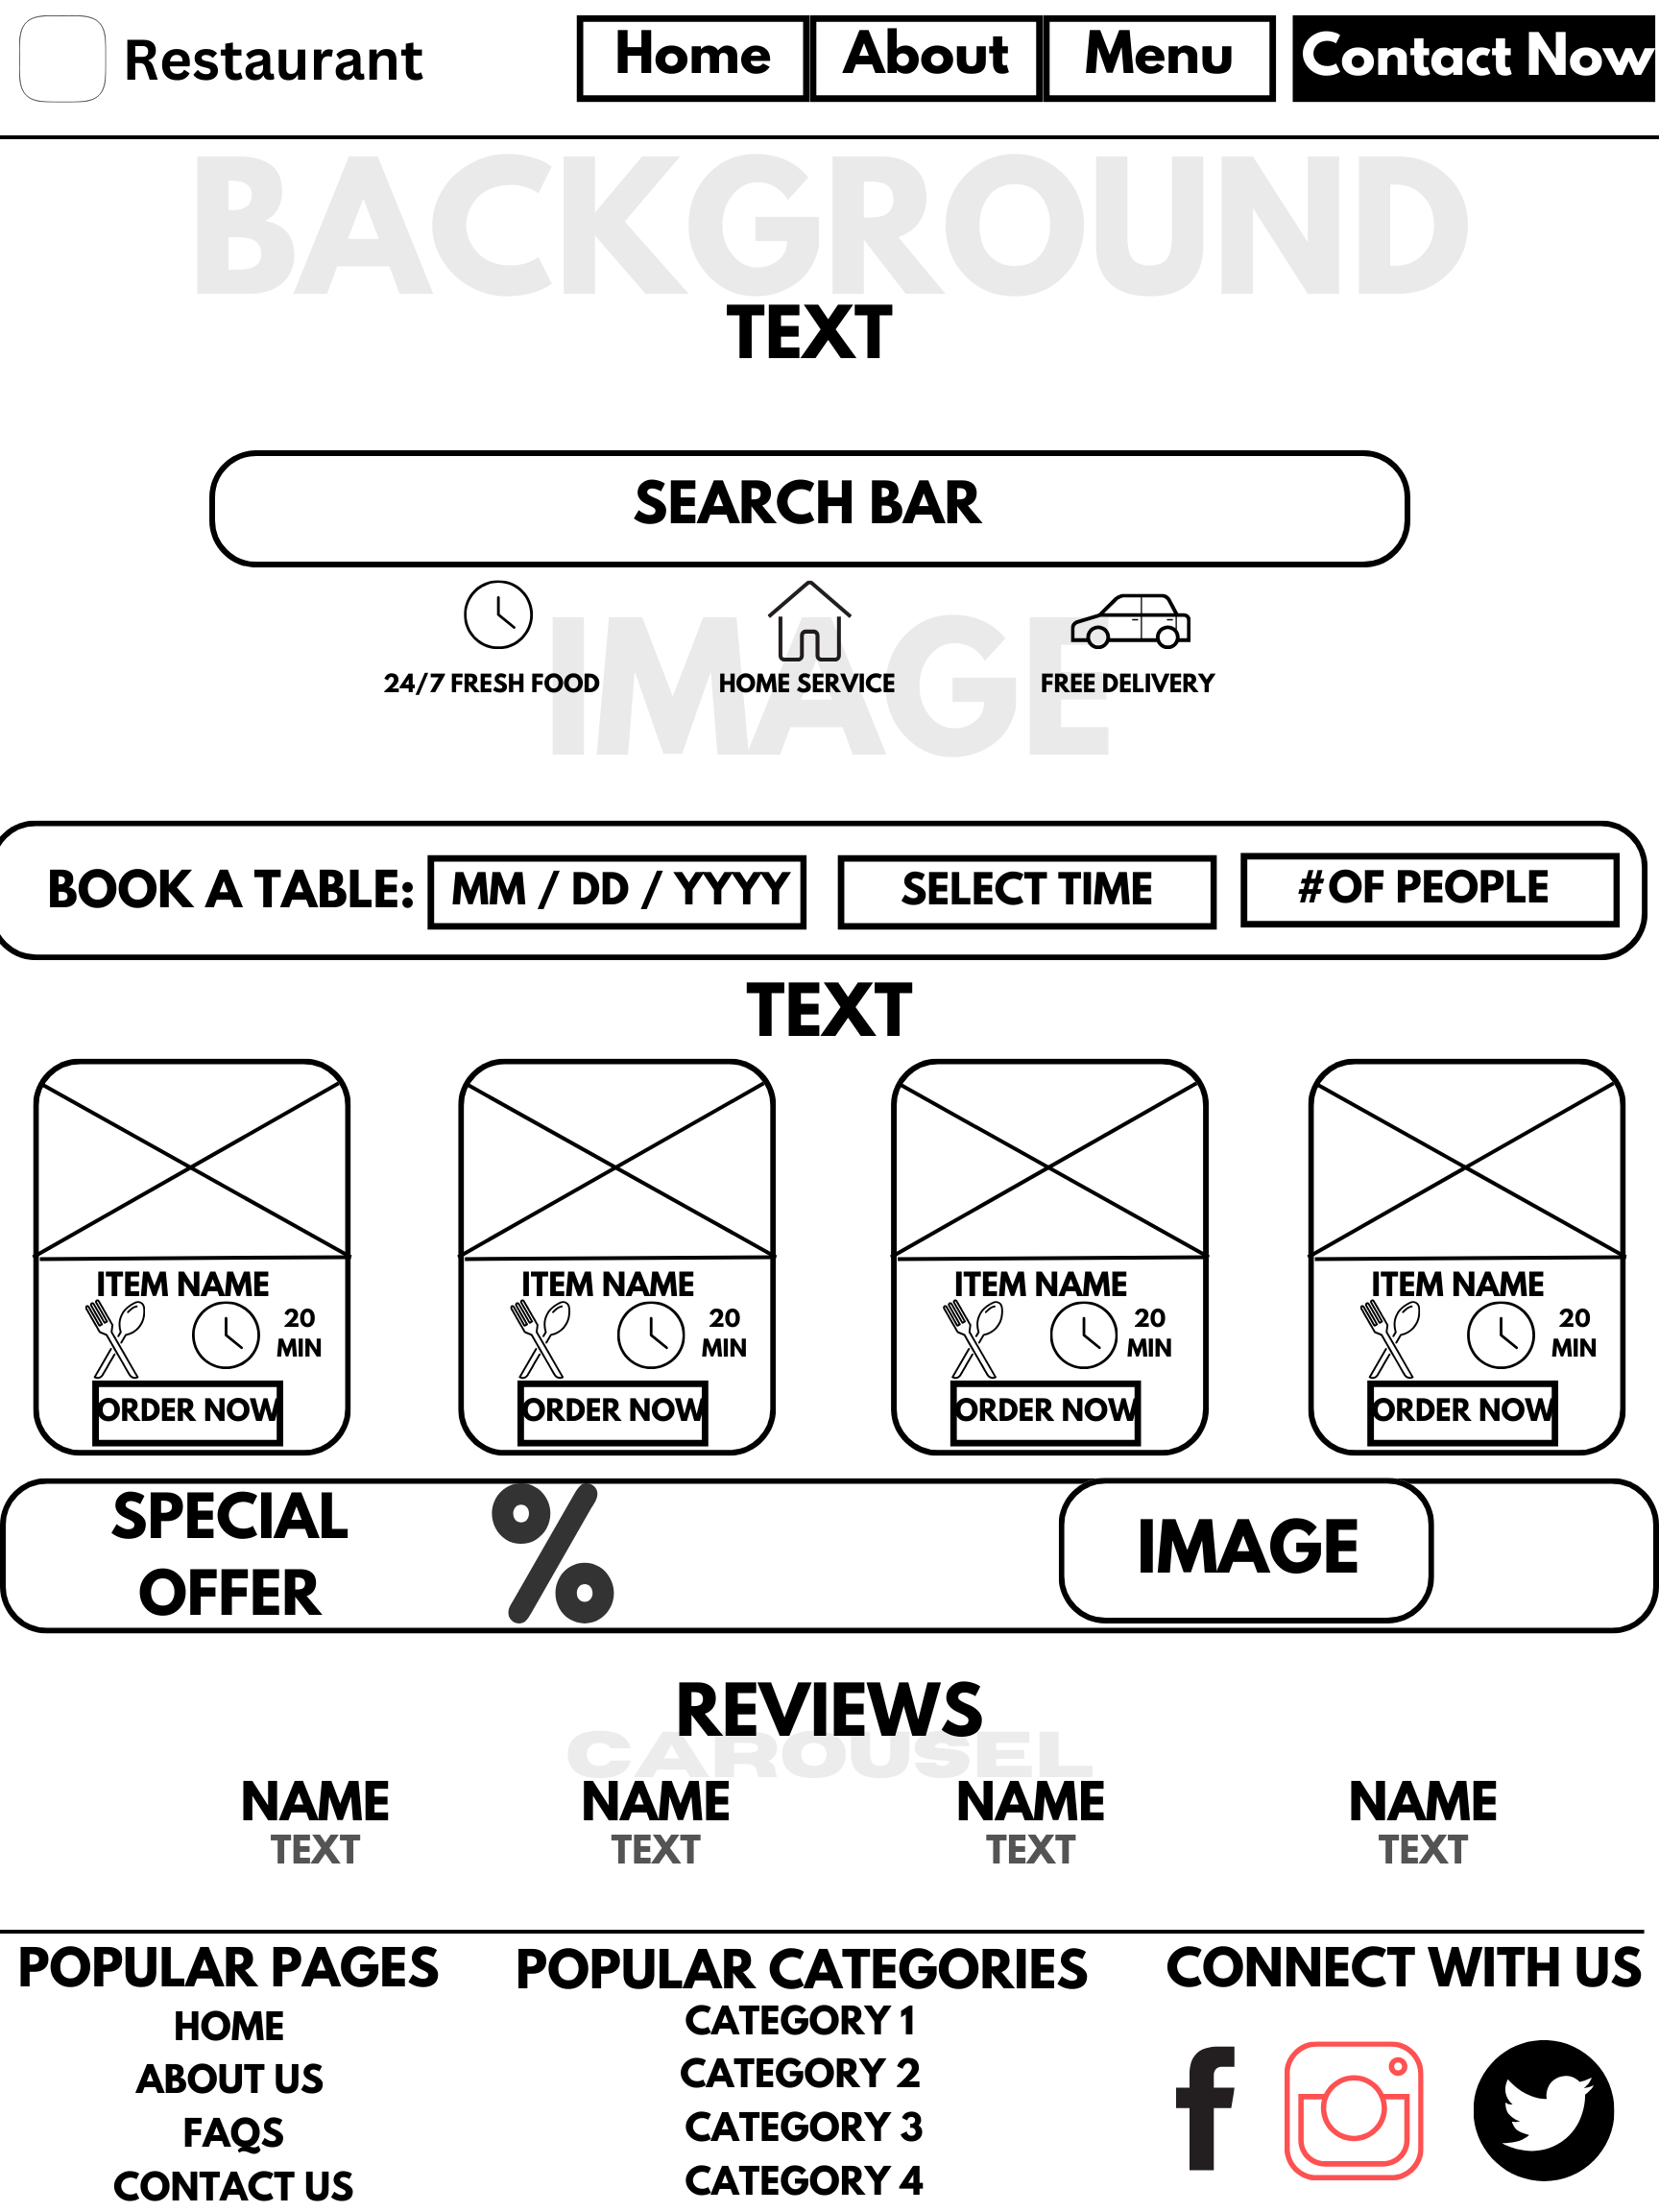 Restaurant
Home
About
Menu
Contact Now
BACKGROUND
TEXT
SEARCH BAR
IMAGE
24/7 FRESH FOOD
HOME SERVICE
FREE DELIVERY
BOOK A TABLE:
MM / DD / YYYY
SELECT TIME
#OF PEOPLE
TEXT
ITEM NAME
20
MIN
ORDER NOW
ITEM NAME
20
MIN
ORDER NOW
ITEM NAME
20
MIN
ORDER NOW
ITEM NAME
20
MIN
ORDER NOW
SPECIAL
OFFER
%
IMAGE
REVIEWS
CAROUSEL
NAME
TEXT
NAME
TEXT
NAME
TEXT
NAME
TEXT
POPULAR PAGES
HOME
ABOUT US
FAQS
CONTACT US
POPULAR CATEGORIES
CATEGORY 1
CATEGORY 2
CATEGORY 3
CATEGORY 4
CONNECT WITH US